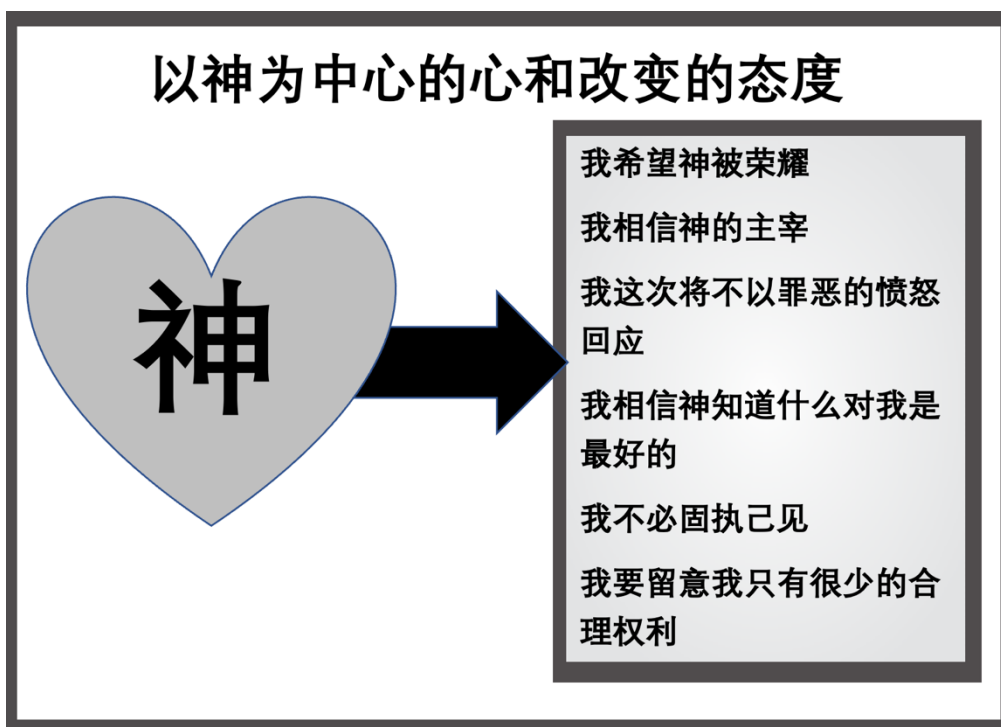 以神为中心的心和改变的态度
神
我希望神被荣耀
我相信神的主宰
我这次将不以罪恶的愤怒
回应
我相信神知道什么对我是
最好的
我不必固执己见
我要留意我只有很少的合
理权利